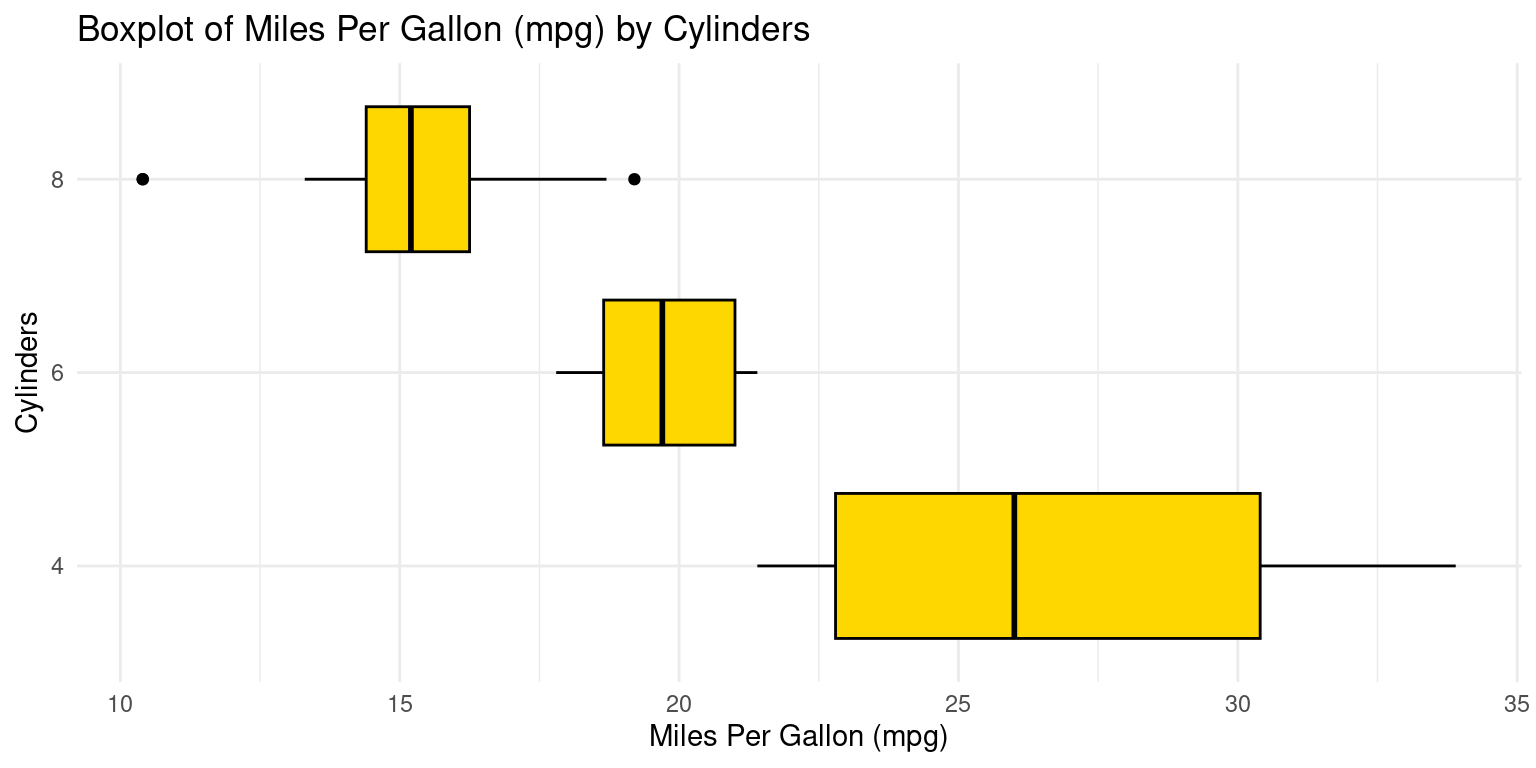 Boxplot of Miles Per Gallon (mpg) by Cylinders
Cylinders
8
6
4
10 15 20 25 30 35
Miles Per Gallon (mpg)